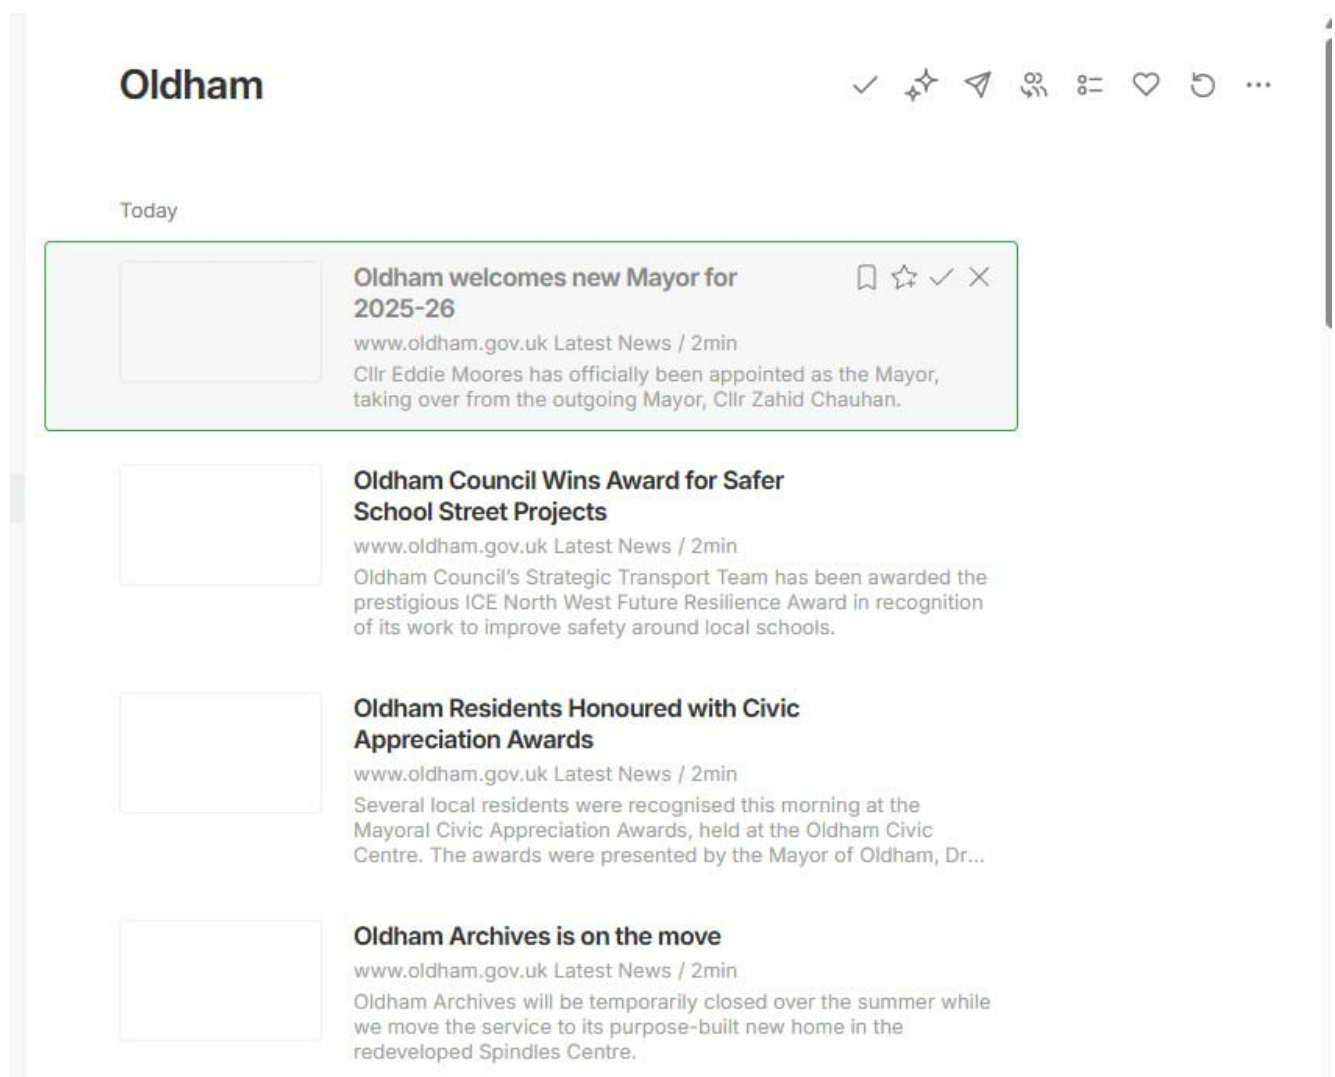 Oldham
Today
Oldham welcomes new Mayor for
2025-26
www.oldham.gov.uk Latest News / 2min
Cllr Eddie Moores has officially been appointed as the Mayor,
taking over from the outgoing Mayor, Cllr Zahid Chauhan.
Oldham Council Wins Award for Safer
School Street Projects
www.oldham.gov.uk Latest News / 2min
Oldham Council's Strategic Transport Team has been awarded the
prestigious ICE North West Future Resilience Award in recognition
of its work to improve safety around local schools.
Oldham Residents Honoured with Civic
Appreciation Awards
www.oldham.gov.uk Latest News / 2min
Several local residents were recognised this morning at the
Mayoral Civic Appreciation Awards, held at the Oldham Civic
Centre. The awards were presented by the Mayor of Oldham, Dr...
Oldham Archives is on the move
www.oldham.gov.uk Latest News / 2min
Oldham Archives will be temporarily closed over the summer while
we move the service to its purpose-built new home in the
redeveloped Spindles Centre.